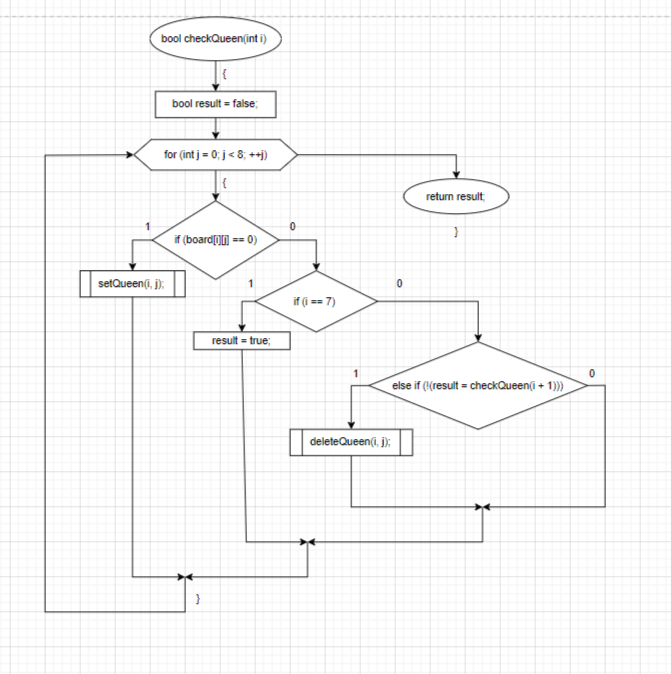 bool checkQueen(int i)
{
bool result = false;
for (int j = 0; j < 8; ++j)
{
return result;
}
1
0
if (board[i][j] == 0)
setQueen(i, j);
1
0
if (i == 7)
result = true;
1
0
else if (!(result = checkQueen(i + 1)))
deleteQueen(i, j);
}